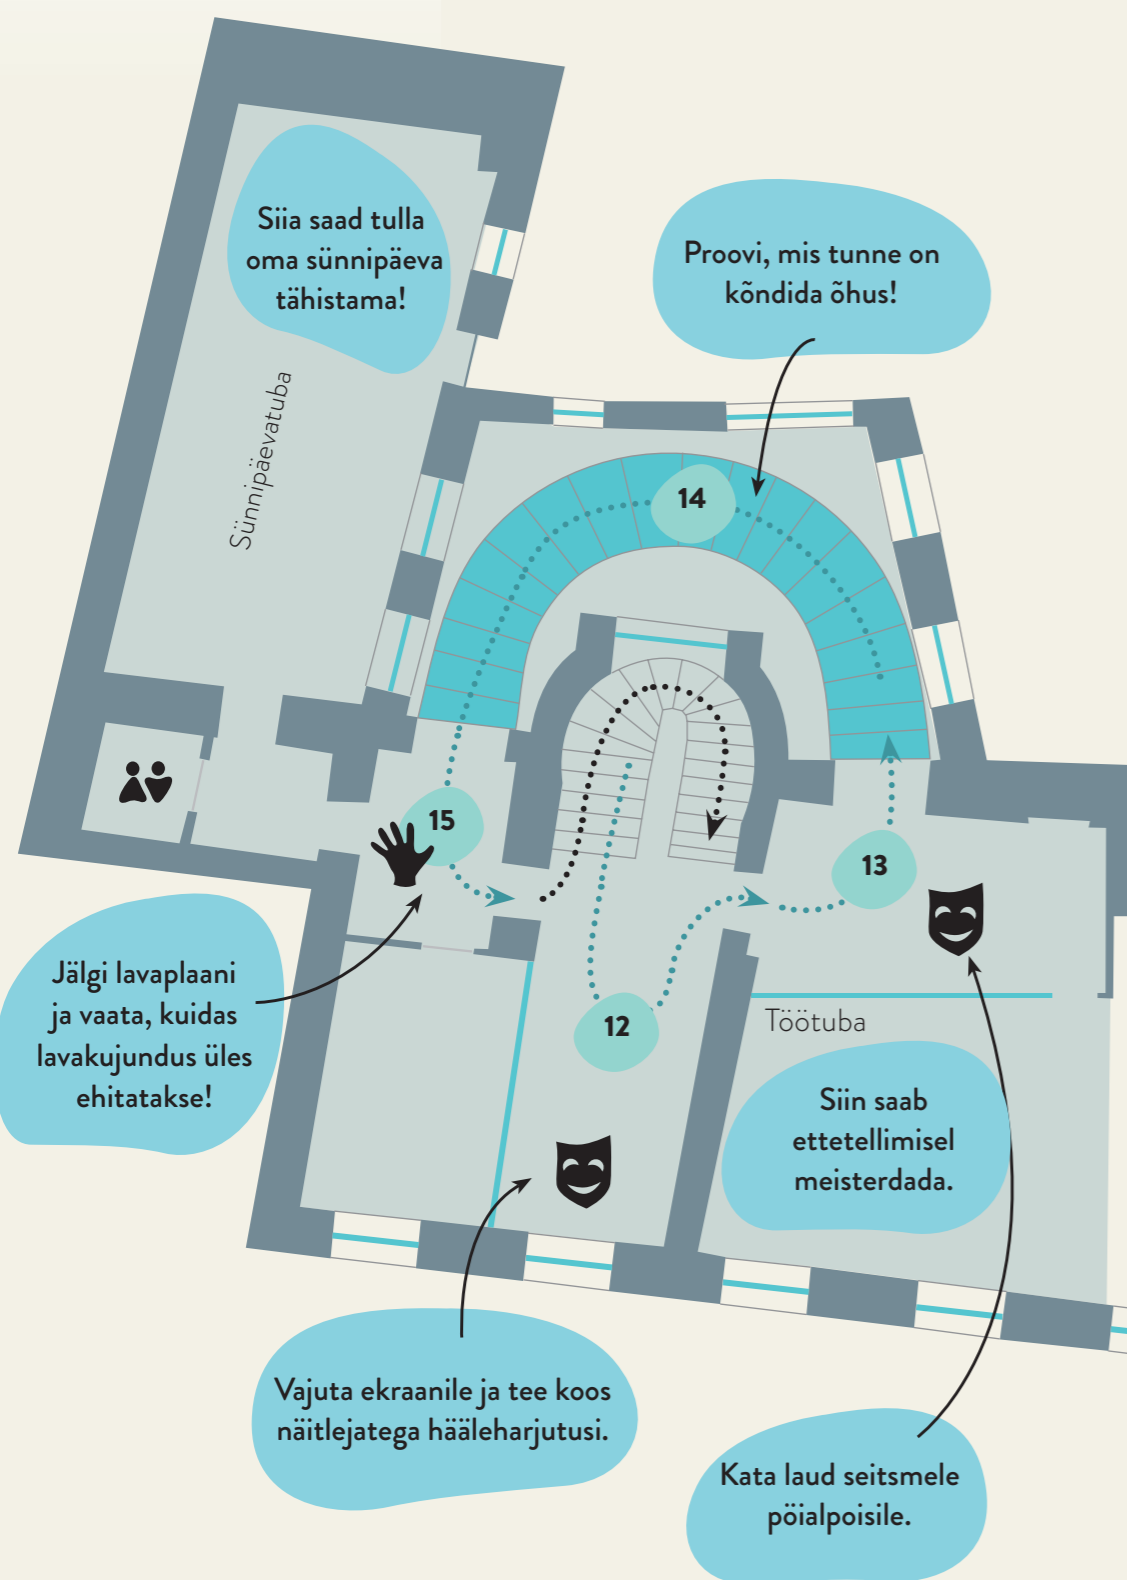 Siia saad tulla
oma sünnipäeva
tähistama!
Proovi, mis tunne on
kõndida õhus!
Sünnipäevatuba
14
15
13
Jälgi lavaplaani
ja vaata, kuidas
lavakujundus üles
ehitatakse!
12
Töötuba
Siin saab
ettetellimisel
meisterdada.
Vajuta ekraanile ja tee koos
näitlejatega hääleharjutusi.
Kata laud seitsmele
pöialpoisile.